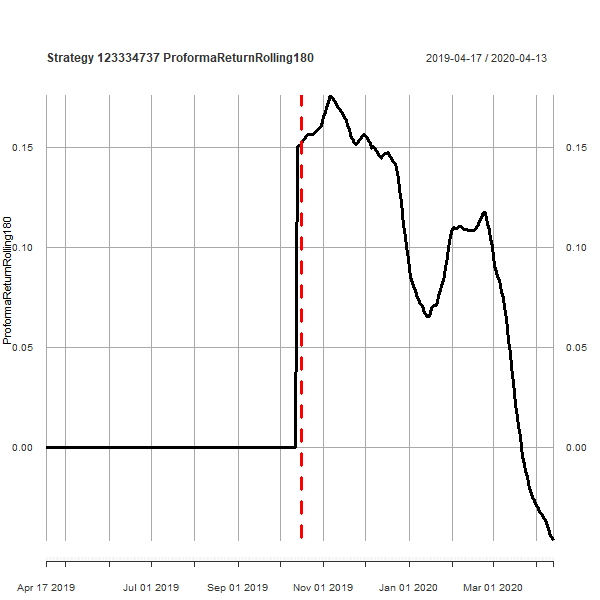 Strategy 123334737 ProformaReturnRolling180
2019-04-17 / 2020-04-13
ProformaReturnRolling180
0.15
0.10
0.05
0.00
0.15
0.10
0.05
0.00
Apr 17 2019
Jul 01 2019
Sep 01 2019
Nov 01 2019
Jan 01 2020
Mar 01 2020